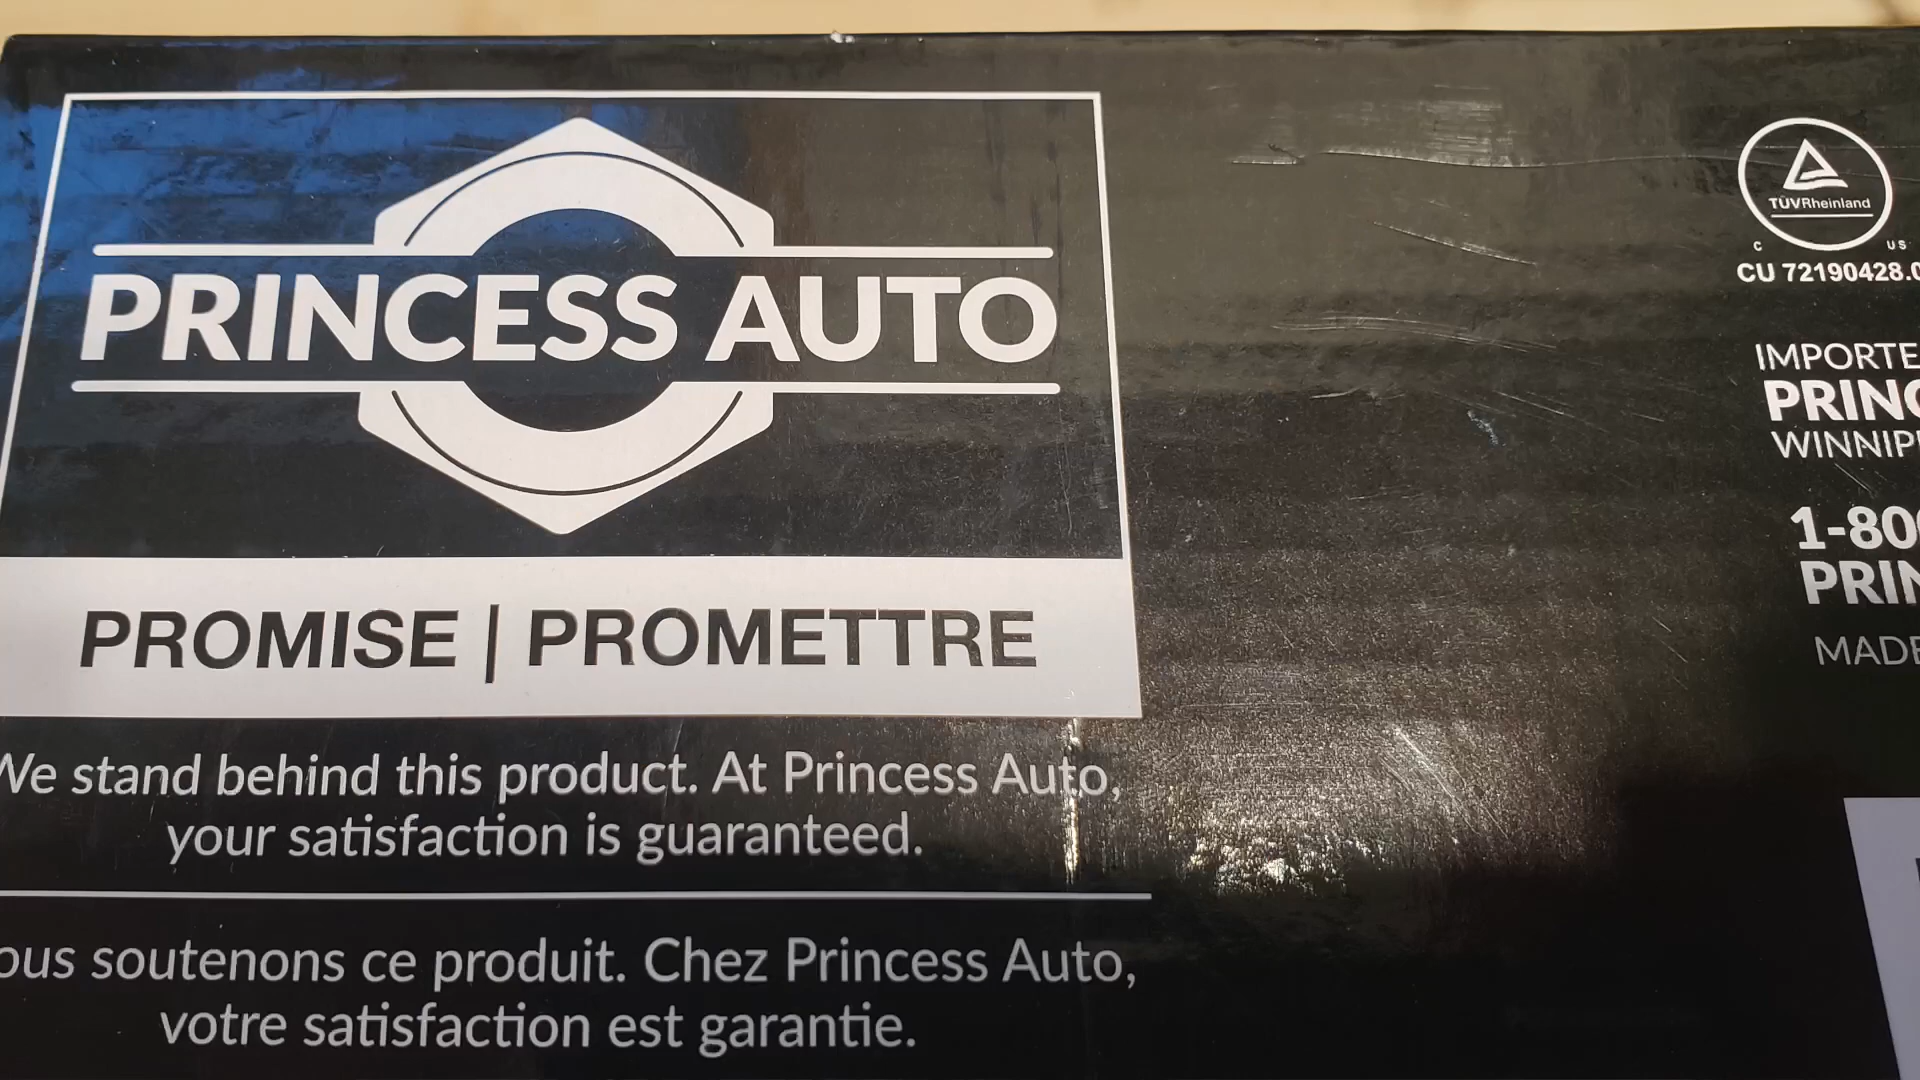 PRINCESS AUTO
PROMISE | PROMETTRE
We stand behind this product. At Princess Auto,
your satisfaction is guaranteed.
soutenons ce produit. Chez Princess Auto,
votre satisfaction est garantie.
TÜVRheinland
C US
CU 72190428.0
IMPORTE
PRINC
WINNIP
1-80
PRIN
MADE